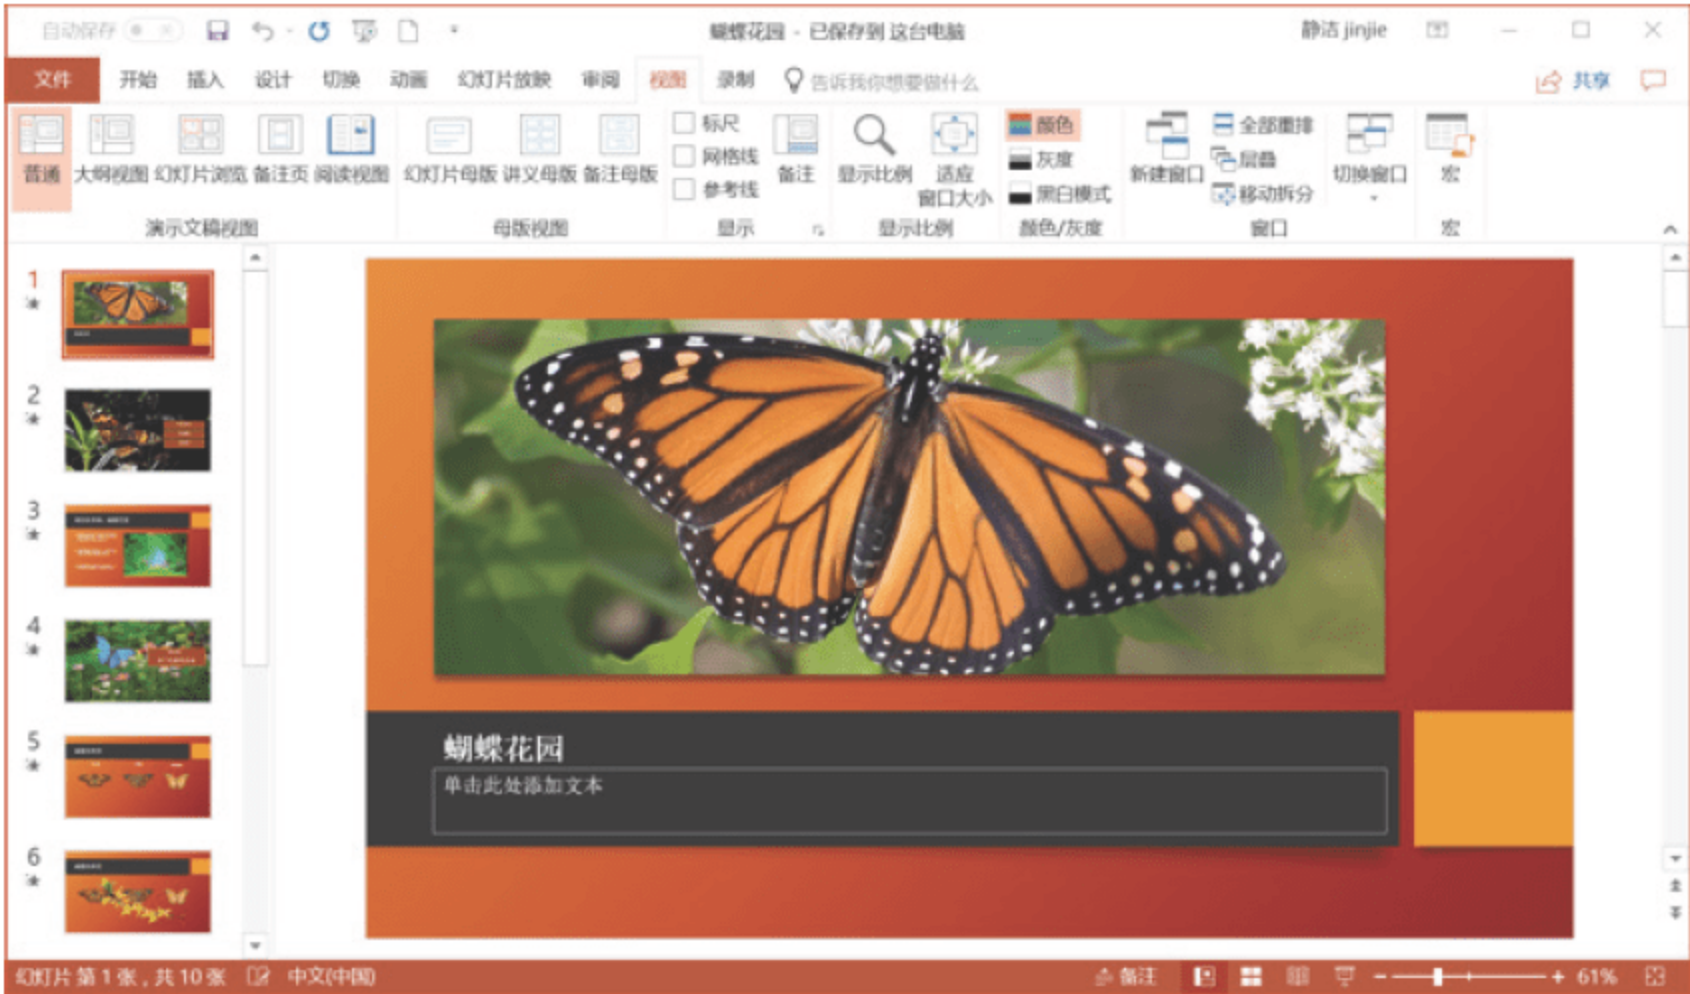 自动保存
蝴蝶花园 - 已保存到 这台电脑
静洁 jinjie
文件 开始 插入 设计 切换 动画 幻灯片放映 审阅 视图 录制 告诉我你想要做什么 共享
普通 大纲视图 幻灯片浏览 备注页 阅读视图
演示文稿视图
幻灯片母版 讲义母版 备注母版
母版视图
标尺
网格线
参考线
备注
显示
显示比例 适应
窗口大小
显示比例
颜色
灰度
黑白模式
颜色/灰度
新建窗口
全部重排
层叠
移动拆分
切换窗口
窗口
宏
宏
1
2
3
4
5
6
蝴蝶花园
单击此处添加文本
幻灯片 第 1 张，共 10 张 中文(中国) 备注 61%